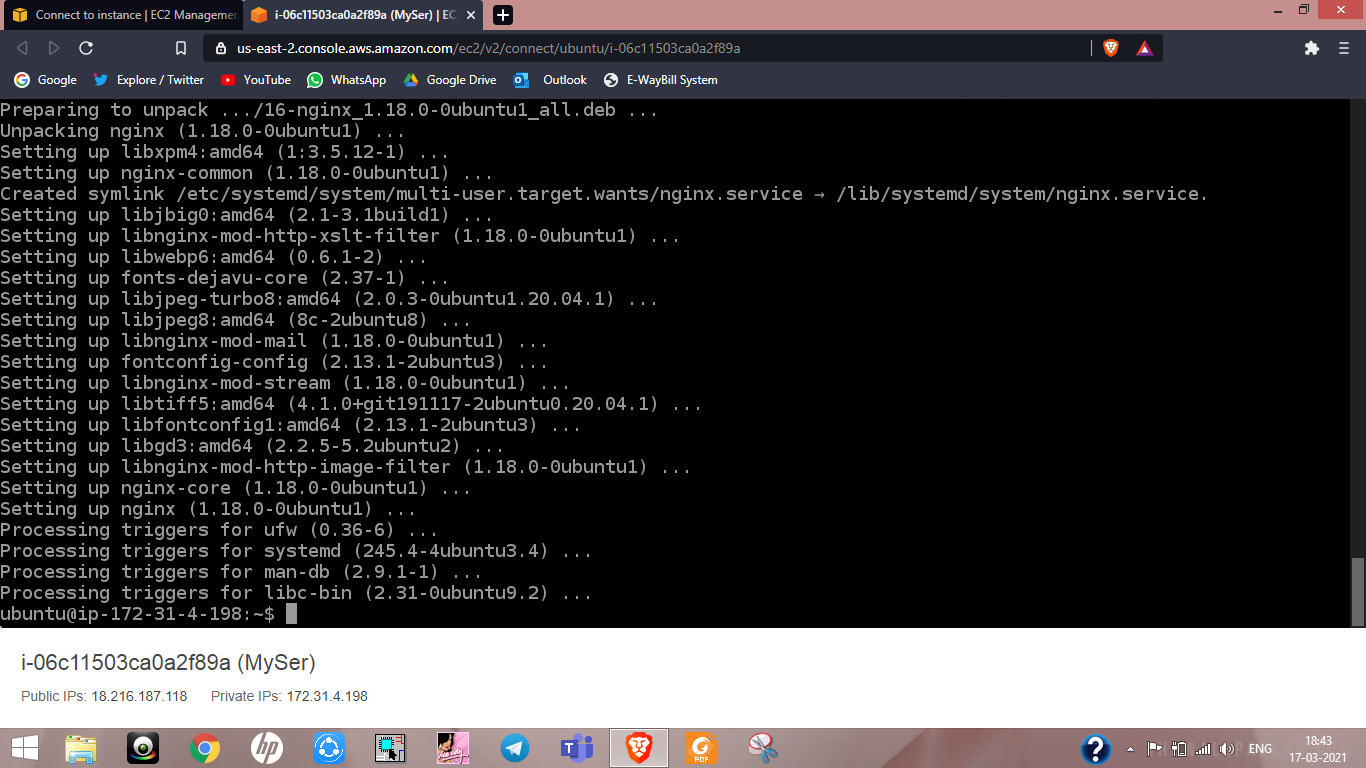 Connect to instance | EC2 Managemen
i-06c11503ca0a2f89a (MySer) | EC
us-east-2.console.aws.amazon.com/ec2/v2/connect/ubuntu/i-06c11503ca0a2f89a
Google Explore / Twitter YouTube WhatsApp Google Drive Outlook E-WayBill System
Preparing to unpack .../16-nginx_1.18.0-0ubuntu1_all.deb ...
Unpacking nginx (1.18.0-0ubuntu1) ...
Setting up libxpm4:amd64 (1:3.5.12-1) ...
Setting up nginx-common (1.18.0-0ubuntu1) ...
Created symlink /etc/systemd/system/multi-user.target.wants/nginx.service → /lib/systemd/system/nginx.service.
Setting up libjbig0:amd64 (2.1-3.1build1) ...
Setting up libnginx-mod-http-xslt-filter (1.18.0-0ubuntu1) ...
Setting up libwebp6:amd64 (0.6.1-2) ...
Setting up fonts-dejavu-core (2.37-1) ...
Setting up libjpeg-turbo8:amd64 (2.0.3-0ubuntu1.20.04.1) ...
Setting up libjpeg8:amd64 (8c-2ubuntu8) ...
Setting up libnginx-mod-mail (1.18.0-0ubuntu1) ...
Setting up fontconfig-config (2.13.1-2ubuntu3) ...
Setting up libnginx-mod-stream (1.18.0-0ubuntu1) ...
Setting up libtiff5:amd64 (4.1.0+git191117-2ubuntu0.20.04.1) ...
Setting up libfontconfig1:amd64 (2.13.1-2ubuntu3) ...
Setting up libgd3:amd64 (2.2.5-5.2ubuntu2) ...
Setting up libnginx-mod-http-image-filter (1.18.0-0ubuntu1) ...
Setting up nginx-core (1.18.0-0ubuntu1) ...
Setting up nginx (1.18.0-0ubuntu1) ...
Processing triggers for ufw (0.36-6) ...
Processing triggers for systemd (245.4-4ubuntu3.4) ...
Processing triggers for man-db (2.9.1-1) ...
Processing triggers for libc-bin (2.31-0ubuntu9.2) ...
ubuntu@ip-172-31-4-198:~$
i-06c11503ca0a2f89a (MySer)
Public IPs: 18.216.187.118 Private IPs: 172.31.4.198
hp
PDF
ENG
18:43
17-03-2021